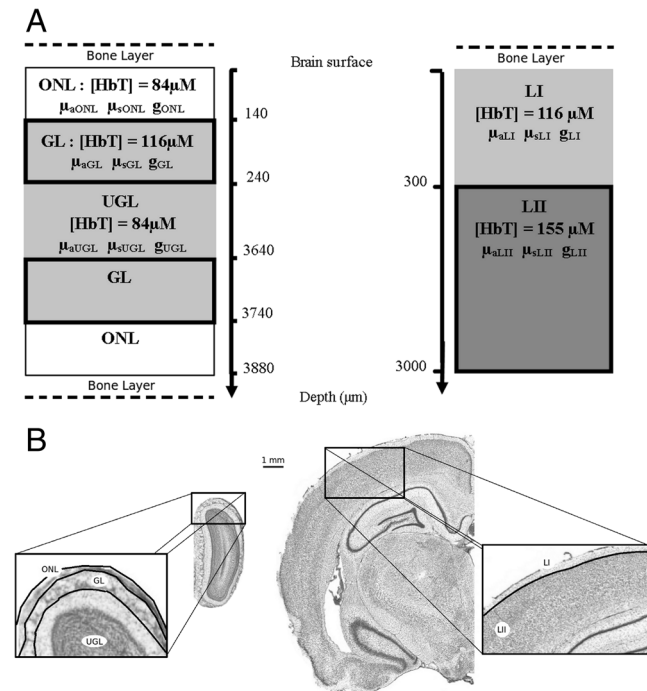 A
Bone Layer
ONL : [HbT] = 84µM
µaONL µsONL gONL
GL : [HbT] = 116µM
µaGL µsGL gGL
UGL
[HbT] = 84µM
µaUGL µsUGL gUGL
GL
ONL
Bone Layer
Brain surface
140
240
3640
3740
3880
Depth (µm)
Bone Layer
LI
[HbT] = 116 µM
µaLI µsLI gLI
300
LII
[HbT] = 155 µM
µaLII µsLII gLII
3000
B
1 mm
ONL
GL
UGL
LI
LII